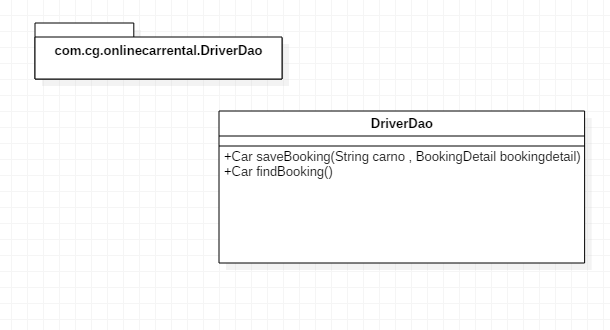 com.cg.onlinecarrental.DriverDao
DriverDao
+Car saveBooking(String carno , BookingDetail bookingdetail)
+Car findBooking()